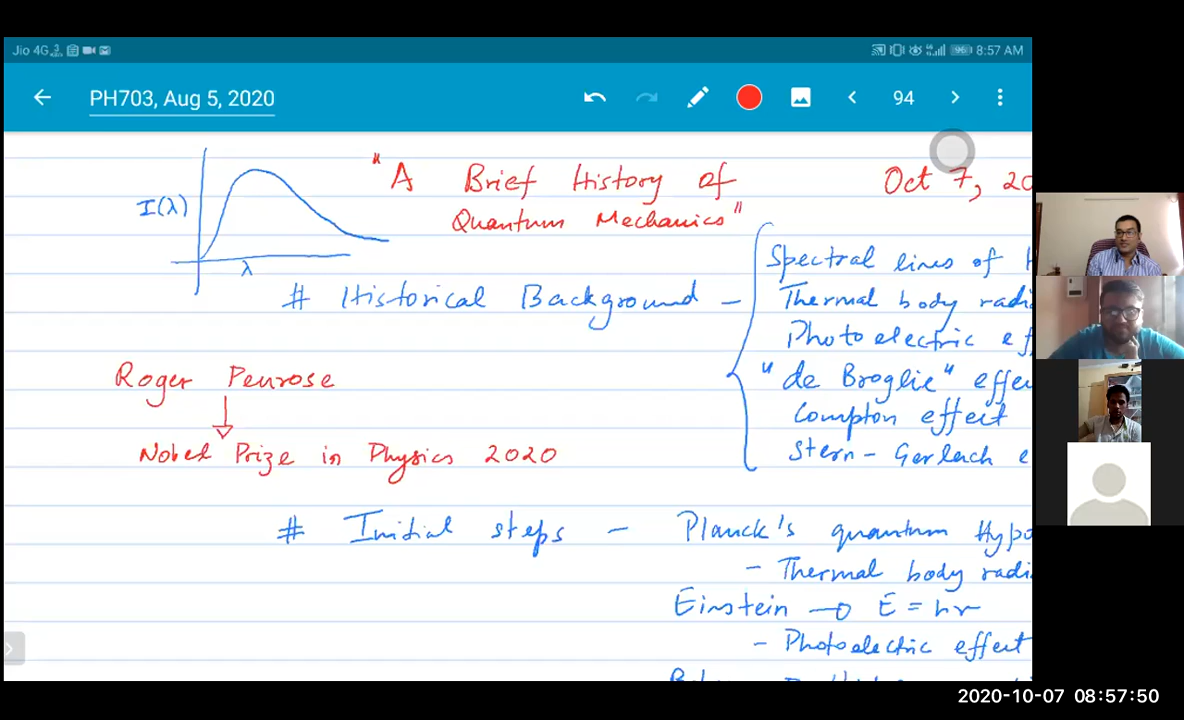 Jio 4G 8:57 AM
PH703, Aug 5, 2020 94
"A Brief History of Oct 7, 20
Quantum Mechanics"
I(λ)
λ
Spectral lines of H
# Historical Background – Thermal body radi
Photoelectric ef
"de Broglie" effe
Compton effect
Stern-Gerlach e
Roger Penrose
Nobel Prize in Physics 2020
# Initial steps – Planck's quantum Hypo
- Thermal body radi
Einstein → E = hν
- Photoelectric effect
2020-10-07 08:57:50